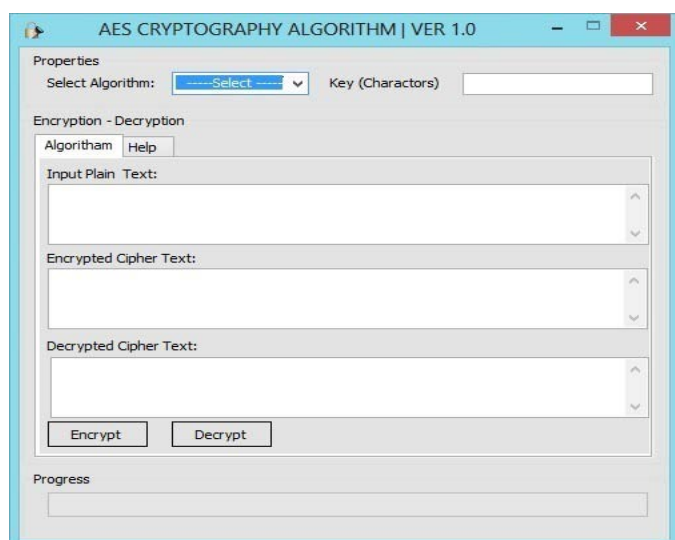 AES CRYPTOGRAPHY ALGORITHM | VER 1.0
Properties
Select Algorithm: -----Select ----- Key (Charactors)
Encryption - Decryption
Algoritham Help
Input Plain Text:
Encrypted Cipher Text:
Decrypted Cipher Text:
Encrypt Decrypt
Progress